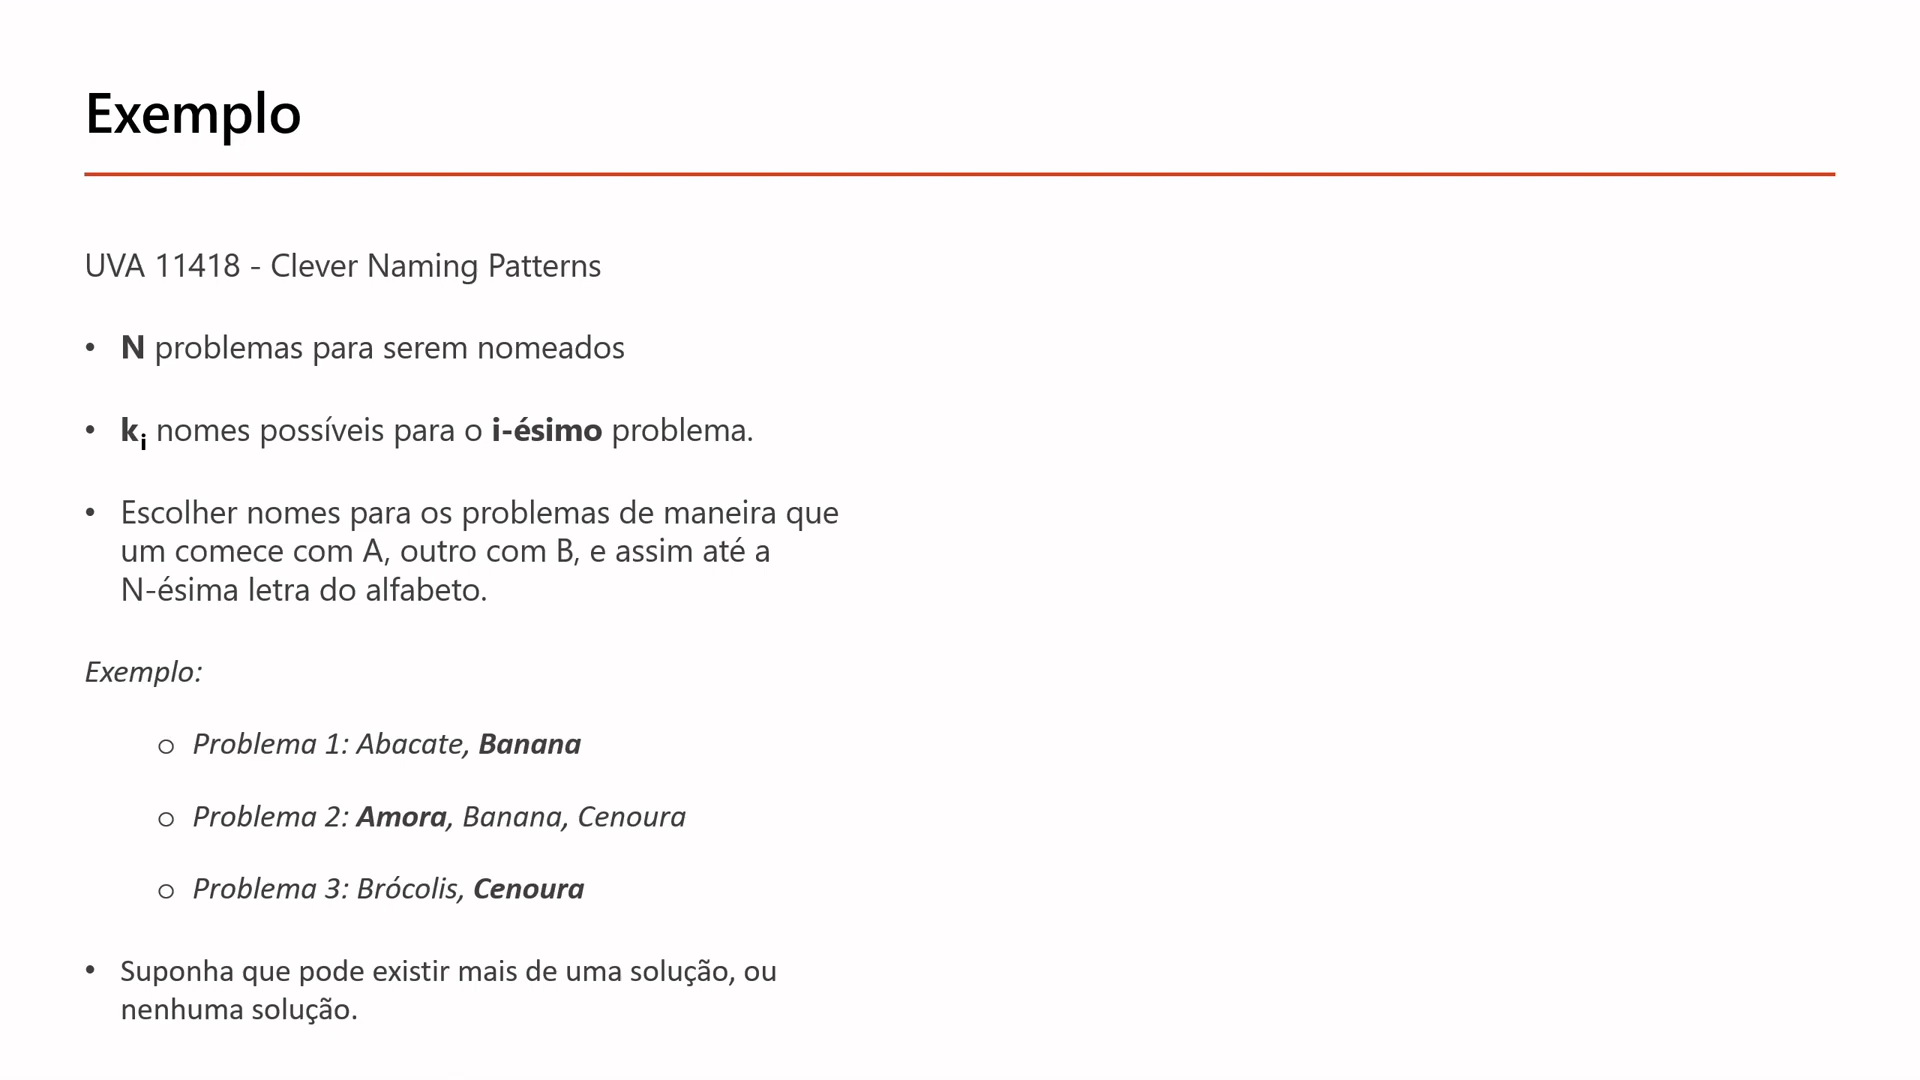 Exemplo
UVA 11418 - Clever Naming Patterns
• N problemas para serem nomeados
• ki nomes possíveis para o i-ésimo problema.
• Escolher nomes para os problemas de maneira que
um comece com A, outro com B, e assim até a
N-ésima letra do alfabeto.
Exemplo:
o Problema 1: Abacate, Banana
o Problema 2: Amora, Banana, Cenoura
o Problema 3: Brócolis, Cenoura
• Suponha que pode existir mais de uma solução, ou
nenhuma solução.